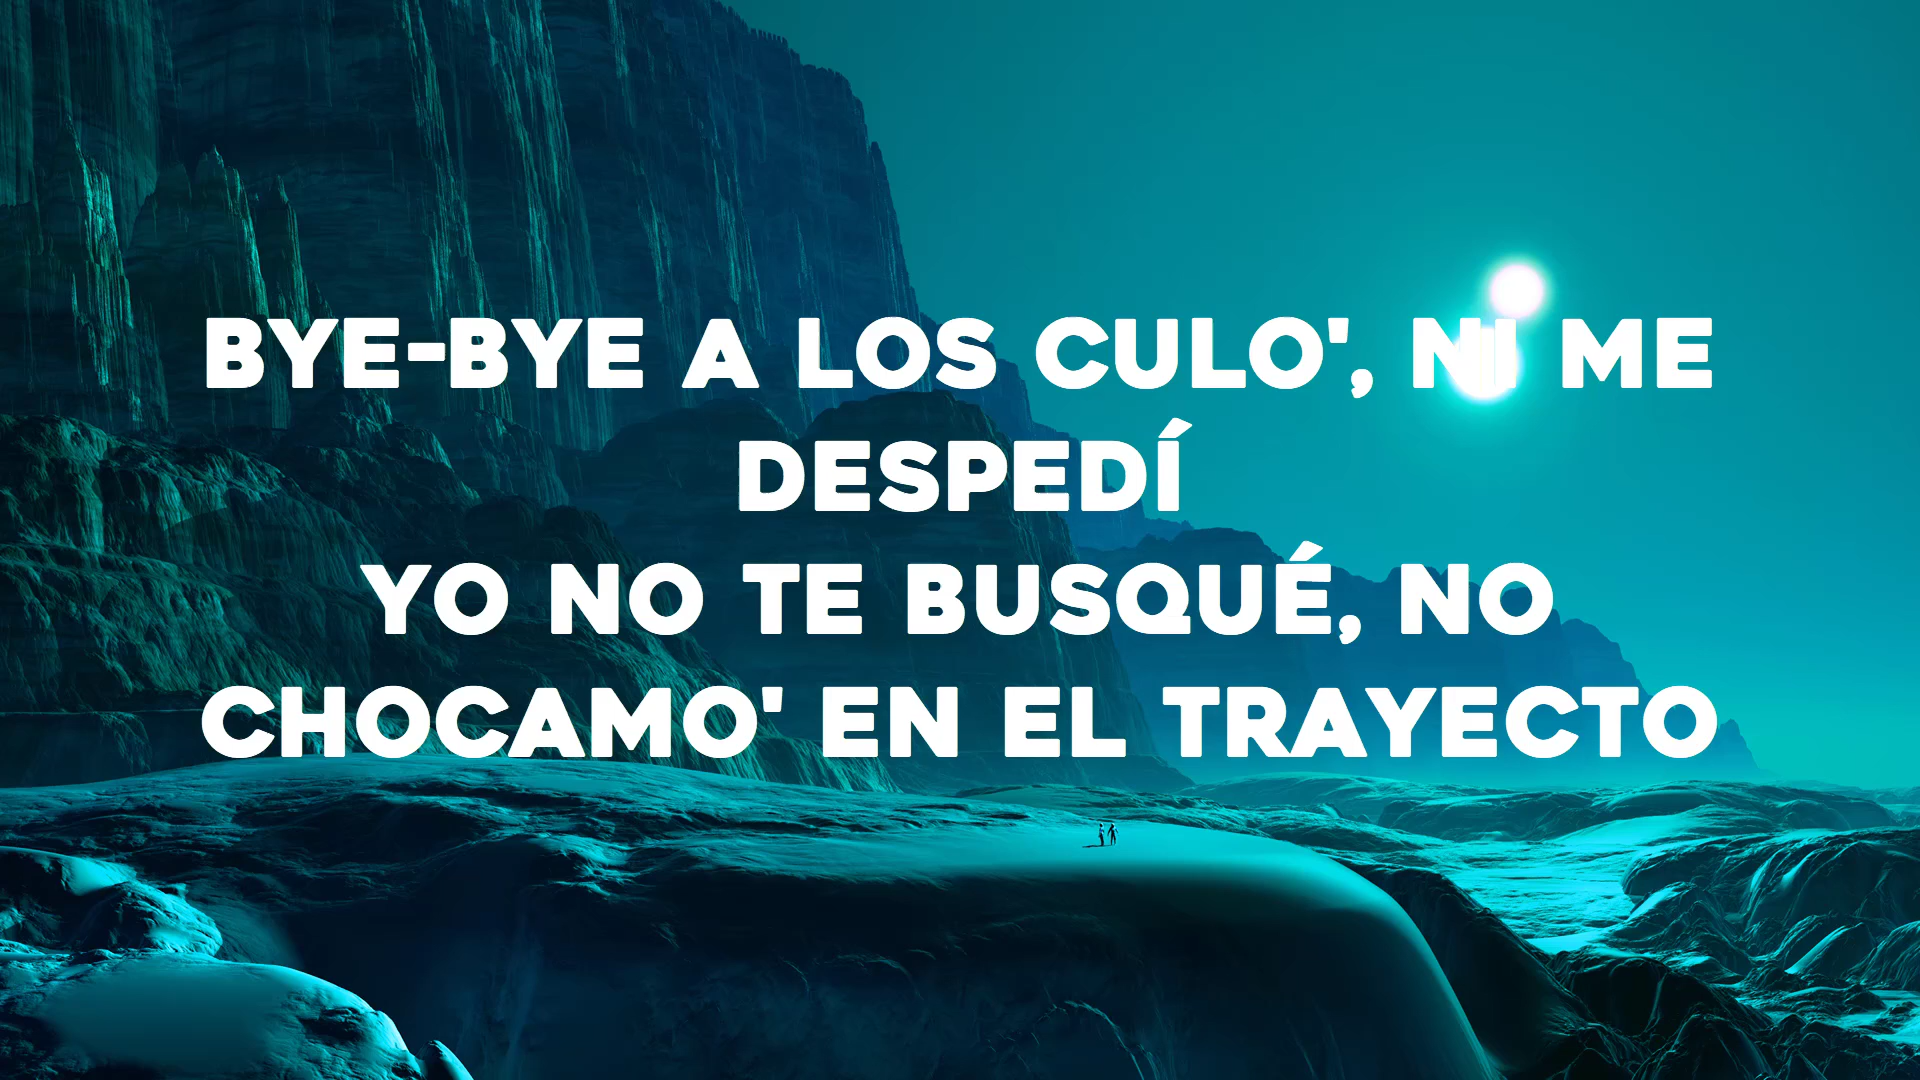 BYE-BYE A LOS CULO', NI ME
DESPEDÍ
YO NO TE BUSQUÉ, NO
CHOCAMO' EN EL TRAYECTO